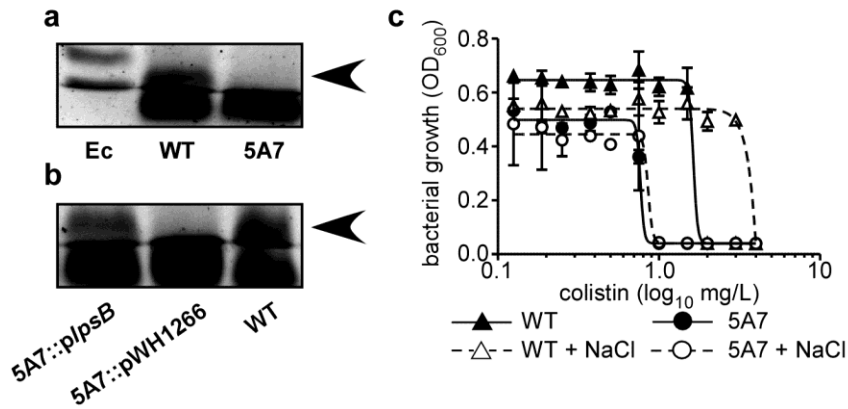 a
Ec WT 5A7
b
5A7::plpsB 5A7::pWH1266 WT
c
bacterial growth (OD600)
0.8
0.6
0.4
0.2
0.0
0.1 1.0 10
colistin (log10 mg/L)
WT 5A7
WT + NaCl 5A7 + NaCl